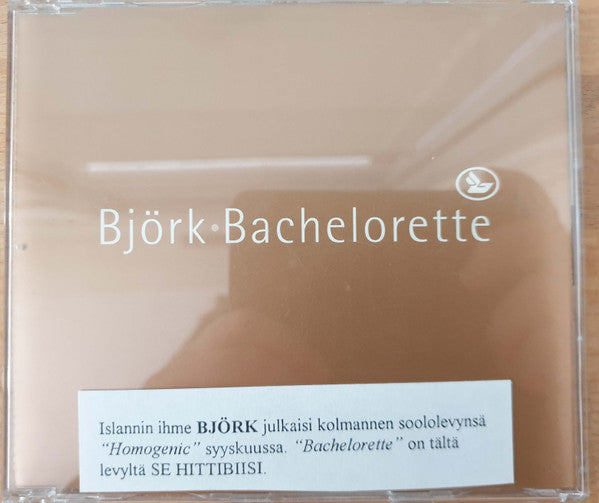 Björk•Bachelorette
Islannin ihme BJÖRK julkaisi kolmannen soololevynsä
“Homogenic” syyskuussa. “Bachelorette” on tältä
levyltä SE HITTIBIISI.